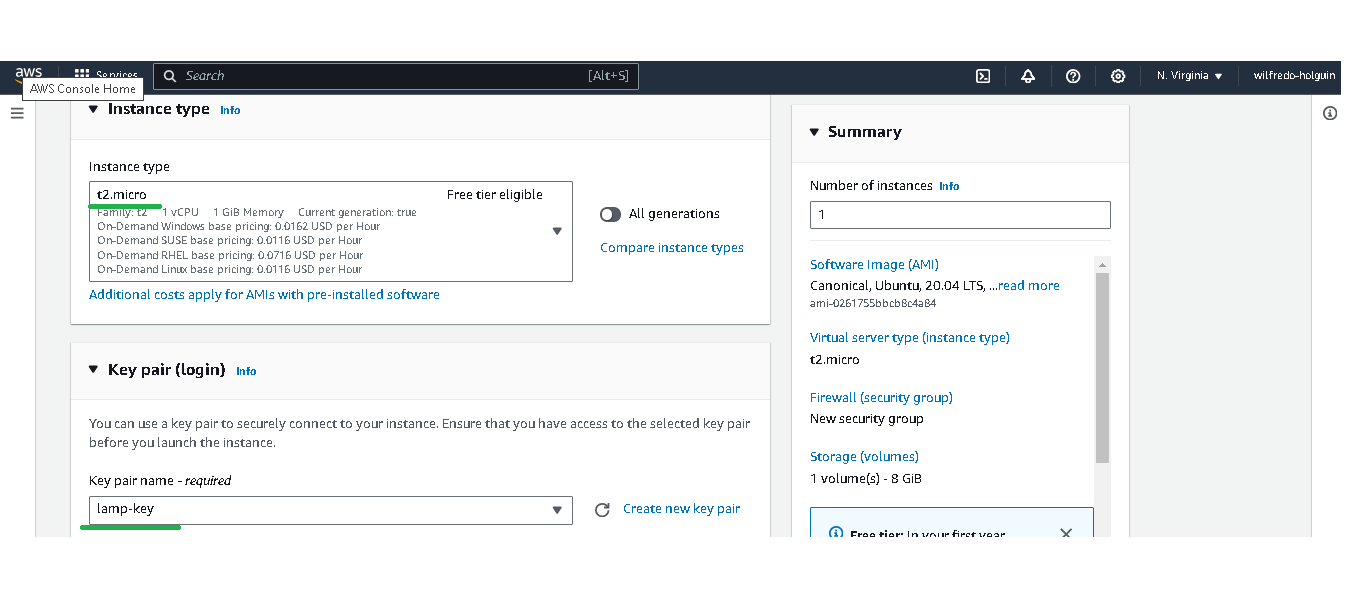 aws
Services
Search
[Alt+S]
N. Virginia
wilfredo-holguin
AWS Console Home
Instance type Info
Instance type
t2.micro
Free tier eligible
Family: t2 1 vCPU 1 GiB Memory Current generation: true
On-Demand Windows base pricing: 0.0162 USD per Hour
On-Demand SUSE base pricing: 0.0116 USD per Hour
On-Demand RHEL base pricing: 0.0716 USD per Hour
On-Demand Linux base pricing: 0.0116 USD per Hour
All generations
Compare instance types
Additional costs apply for AMIs with pre-installed software
Key pair (login) Info
You can use a key pair to securely connect to your instance. Ensure that you have access to the selected key pair
before you launch the instance.
Key pair name - required
lamp-key
Create new key pair
Summary
Number of instances Info
1
Software Image (AMI)
Canonical, Ubuntu, 20.04 LTS, ...read more
ami-0261755bbcb8c4a84
Virtual server type (instance type)
t2.micro
Firewall (security group)
New security group
Storage (volumes)
1 volume(s) - 8 GiB
Free tier: In your first year